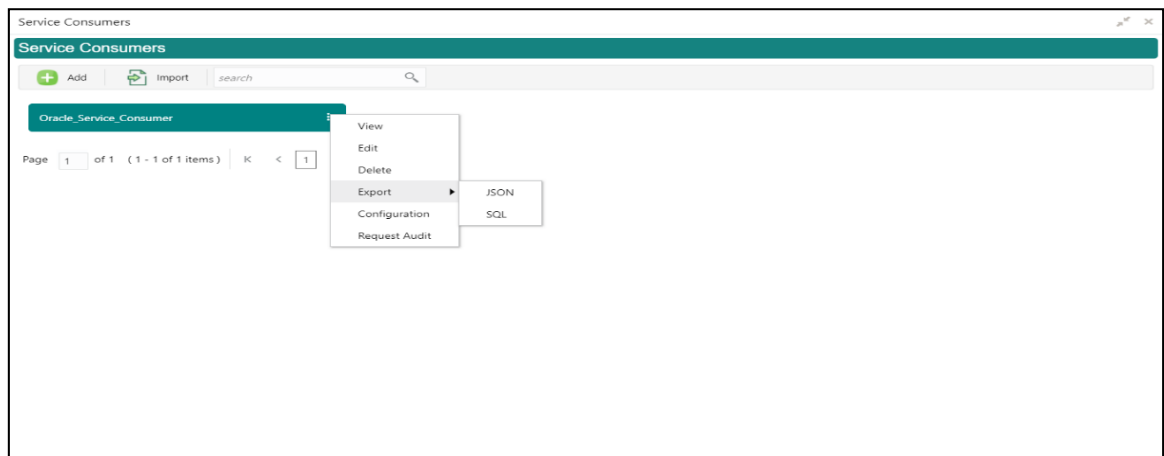 Service Consumers
Service Consumers
Add Import search
Oracle_Service_Consumer
View
Edit
Delete
Export JSON
Configuration SQL
Request Audit
Page 1 of 1 ( 1 - 1 of 1 items ) K < 1